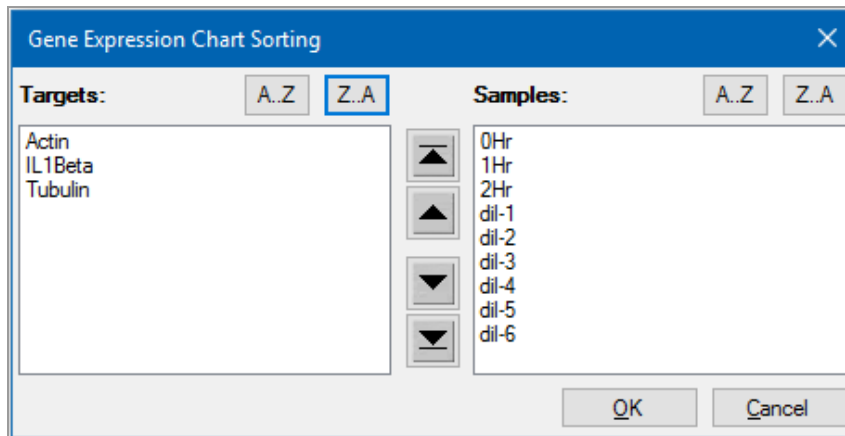 Gene Expression Chart Sorting
Targets: A..Z Z..A Samples: A..Z Z..A
Actin
IL1Beta
Tubulin
0Hr
1Hr
2Hr
dil-1
dil-2
dil-3
dil-4
dil-5
dil-6
OK Cancel